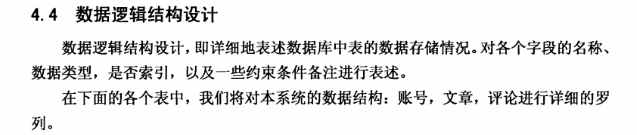 4.4 数据逻辑结构设计
数据逻辑结构设计，即详细地表述数据库中表的数据存储情况。对各个字段的名称、
数据类型，是否索引，以及一些约束条件备注进行表述。
在下面的各个表中，我们将对本系统的数据结构：账号，文章，评论进行详细的罗
列。